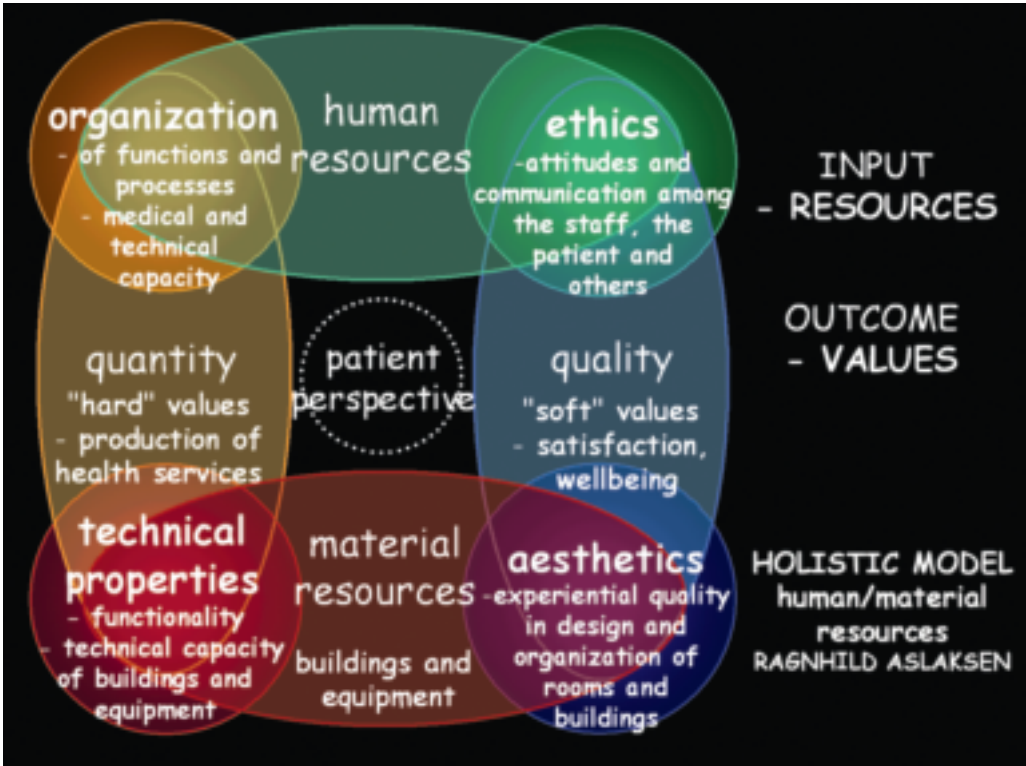 organization
- of functions and
processes
- medical and
technical
capacity
human
resources
ethics
-attitudes and
communication among
the staff, the
patient and
others
INPUT
- RESOURCES
quantity
"hard" values
- production of
health services
patient
perspective
quality
"soft" values
- satisfaction,
wellbeing
OUTCOME
- VALUES
technical
properties
- functionality
- technical capacity
of buildings and
equipment
material
resources
buildings and
equipment
aesthetics
-experiential quality
in design and
organization of
rooms and
buildings
HOLISTIC MODEL
human/material
resources
RAGNHILD ASLAKSEN